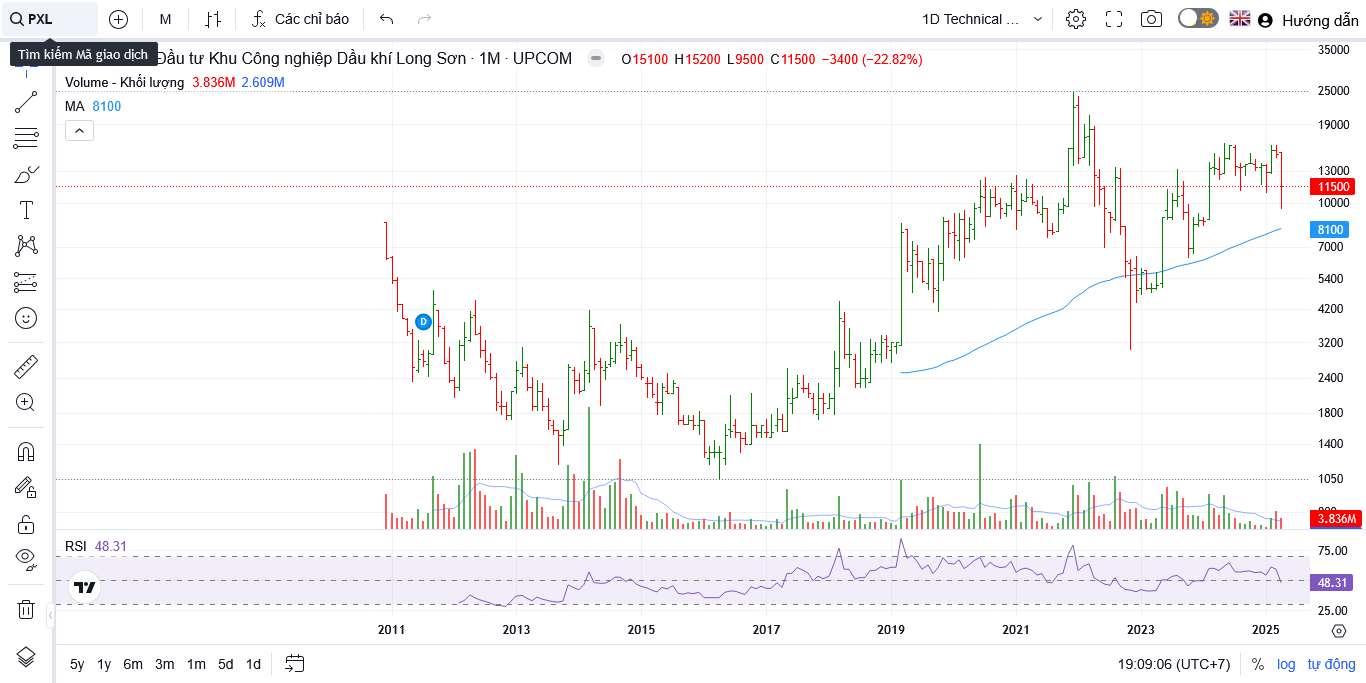 PXL
M
Các chỉ báo
1D Technical ...
Hướng dẫn
Tìm kiếm Mã giao dịch
Đầu tư Khu Công nghiệp Dầu khí Long Sơn · 1M · UPCOM
O15100 H15200 L9500 C11500 −3400 (−22.82%)
Volume - Khối lượng 3.836M 2.609M
MA 8100
35000
25000
19000
13000
11500
10000
8100
7000
5400
4200
3200
2400
1800
1400
1050
3.836M
D
RSI 48.31
75.00
48.31
25.00
2011 2013 2015 2017 2019 2021 2023 2025
5y 1y 6m 3m 1m 5d 1d
19:09:06 (UTC+7) % log tự động